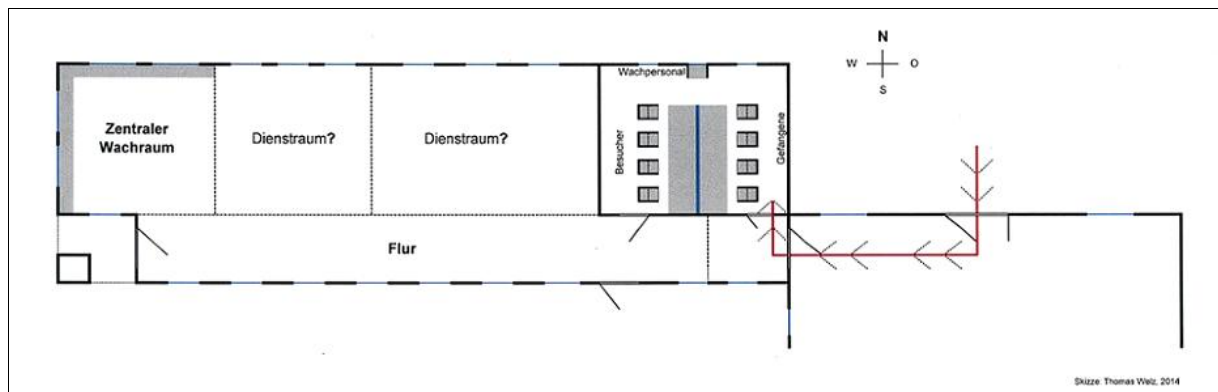 N
W O
S
Wachpersonal
Zentraler
Wachraum
Dienstraum?
Dienstraum?
Besucher
Gefangene
Flur
Skizze: Thomas Welz, 2014